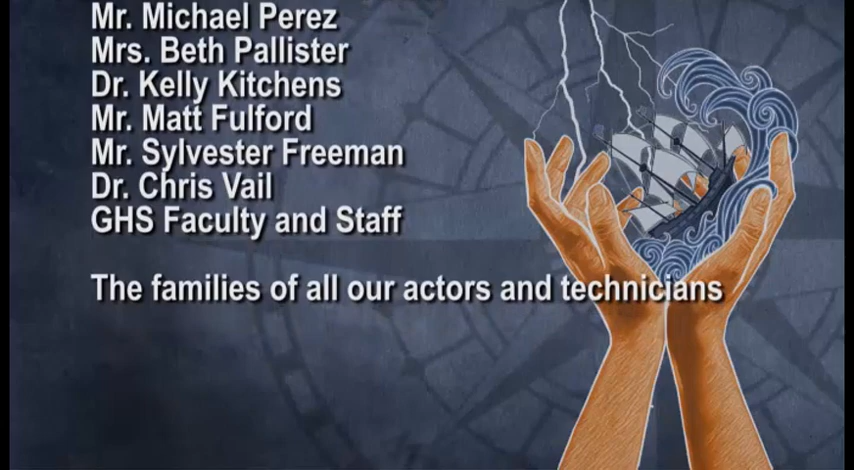 Mr. Michael Perez
Mrs. Beth Pallister
Dr. Kelly Kitchens
Mr. Matt Fulford
Mr. Sylvester Freeman
Dr. Chris Vail
GHS Faculty and Staff
The families of all our actors and technicians